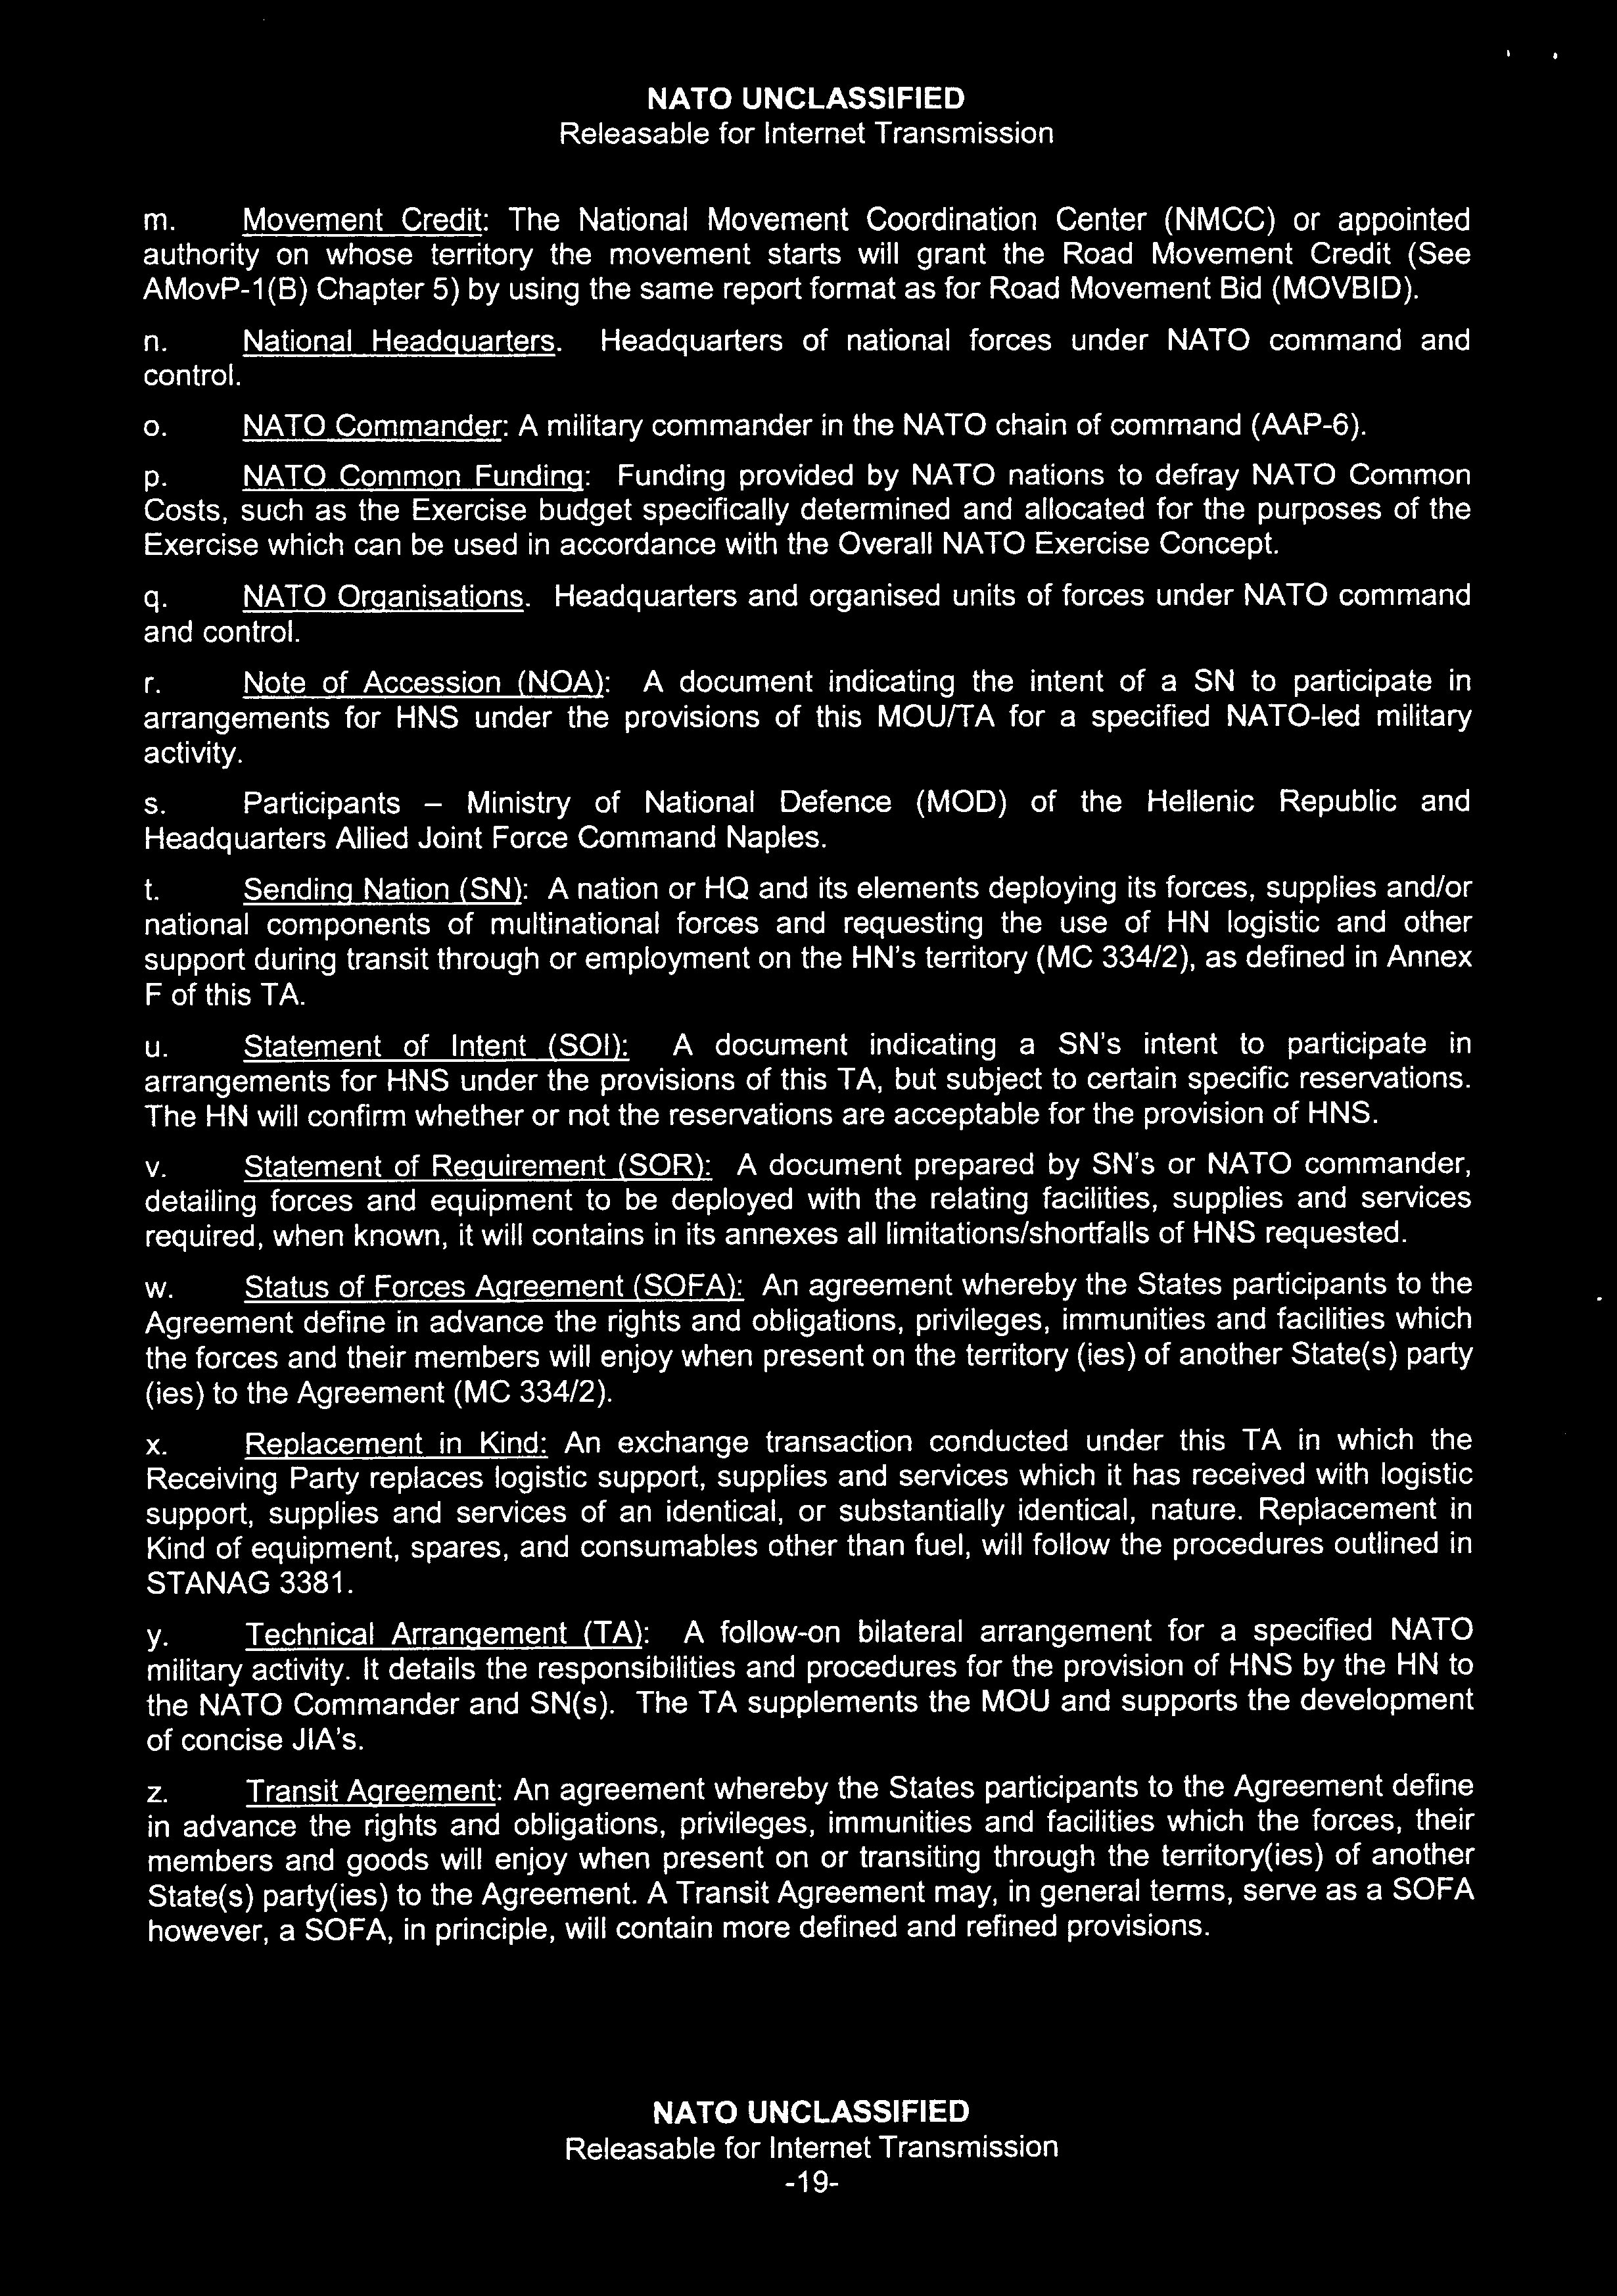 NATO UNCLASSIFIED
Releasable for Internet Transmission
m. Movement Credit: The National Movement Coordination Center (NMCC) or appointed
authority on whose territory the movement starts will grant the Road Movement Credit (See
AMovP-1(B) Chapter 5) by using the same report format as for Road Movement Bid (MOVBID).
n. National Headquarters. Headquarters of national forces under NATO command and
control.
o. NATO Commander: A military commander in the NATO chain of command (AAP-6).
p. NATO Common Funding: Funding provided by NATO nations to defray NATO Common
Costs, such as the Exercise budget specifically determined and allocated for the purposes of the
Exercise which can be used in accordance with the Overall NATO Exercise Concept.
q. NATO Organisations. Headquarters and organised units of forces under NATO command
and control.
r. Note of Accession (NOA): A document indicating the intent of a SN to participate in
arrangements for HNS under the provisions of this MOU/TA for a specified NATO-led military
activity.
s. Participants – Ministry of National Defence (MOD) of the Hellenic Republic and
Headquarters Allied Joint Force Command Naples.
t. Sending Nation (SN): A nation or HQ and its elements deploying its forces, supplies and/or
national components of multinational forces and requesting the use of HN logistic and other
support during transit through or employment on the HN's territory (MC 334/2), as defined in Annex
F of this TA.
u. Statement of Intent (SOI): A document indicating a SN's intent to participate in
arrangements for HNS under the provisions of this TA, but subject to certain specific reservations.
The HN will confirm whether or not the reservations are acceptable for the provision of HNS.
v. Statement of Requirement (SOR): A document prepared by SN's or NATO commander,
detailing forces and equipment to be deployed with the relating facilities, supplies and services
required, when known, it will contains in its annexes all limitations/shortfalls of HNS requested.
w. Status of Forces Agreement (SOFA): An agreement whereby the States participants to the
Agreement define in advance the rights and obligations, privileges, immunities and facilities which
the forces and their members will enjoy when present on the territory (ies) of another State(s) party
(ies) to the Agreement (MC 334/2).
x. Replacement in Kind: An exchange transaction conducted under this TA in which the
Receiving Party replaces logistic support, supplies and services which it has received with logistic
support, supplies and services of an identical, or substantially identical, nature. Replacement in
Kind of equipment, spares, and consumables other than fuel, will follow the procedures outlined in
STANAG 3381.
y. Technical Arrangement (TA): A follow-on bilateral arrangement for a specified NATO
military activity. It details the responsibilities and procedures for the provision of HNS by the HN to
the NATO Commander and SN(s). The TA supplements the MOU and supports the development
of concise JIA's.
z. Transit Agreement: An agreement whereby the States participants to the Agreement define
in advance the rights and obligations, privileges, immunities and facilities which the forces, their
members and goods will enjoy when present on or transiting through the territory(ies) of another
State(s) party(ies) to the Agreement. A Transit Agreement may, in general terms, serve as a SOFA
however, a SOFA, in principle, will contain more defined and refined provisions.
NATO UNCLASSIFIED
Releasable for Internet Transmission
-19-